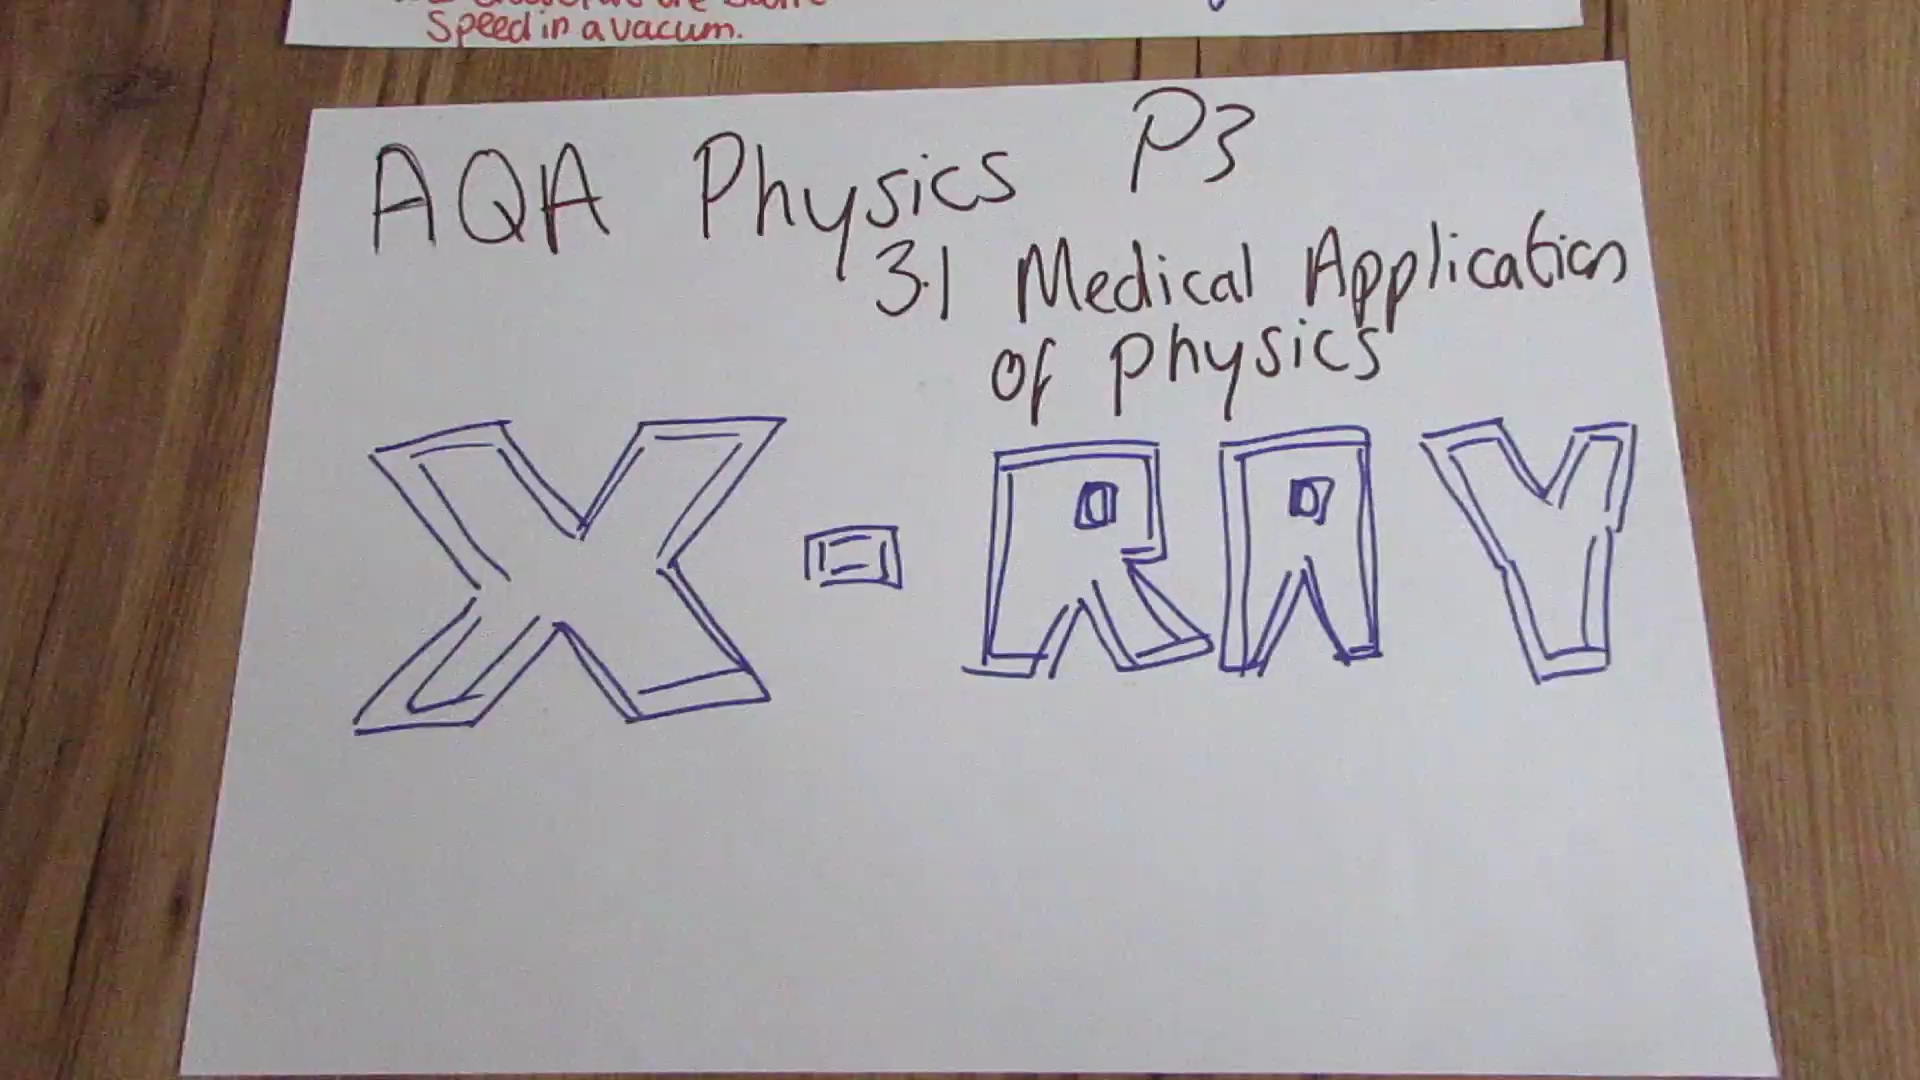 Speed in a vacum.
AQA Physics P3
3.1 Medical Application
of physics
X-RAY